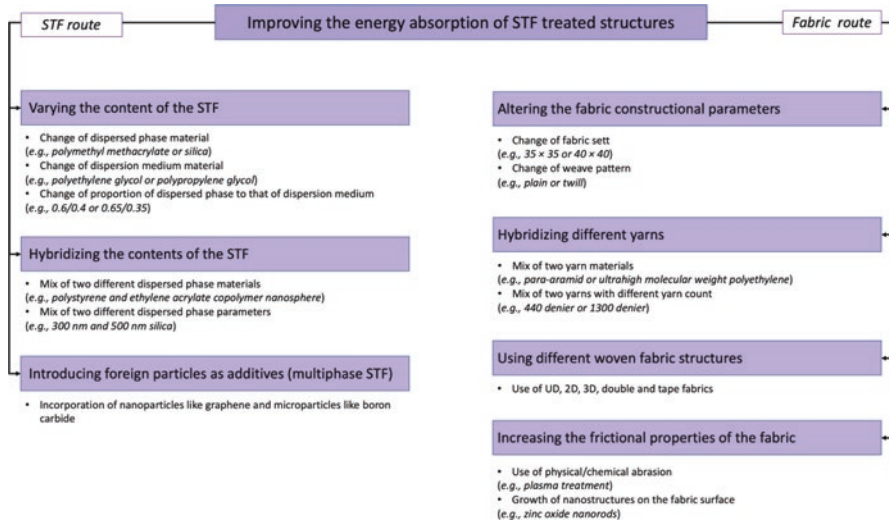 STF route
Improving the energy absorption of STF treated structures
Fabric route
Varying the content of the STF
• Change of dispersed phase material
(e.g., polymethyl methacrylate or silica)
• Change of dispersion medium material
(e.g., polyethylene glycol or polypropylene glycol)
• Change of proportion of dispersed phase to that of dispersion medium
(e.g., 0.6/0.4 or 0.65/0.35)
Hybridizing the contents of the STF
• Mix of two different dispersed phase materials
(e.g., polystyrene and ethylene acrylate copolymer nanosphere)
• Mix of two different dispersed phase parameters
(e.g., 300 nm and 500 nm silica)
Introducing foreign particles as additives (multiphase STF)
• Incorporation of nanoparticles like graphene and microparticles like boron
carbide
Altering the fabric constructional parameters
• Change of fabric sett
(e.g., 35 × 35 or 40 × 40)
• Change of weave pattern
(e.g., plain or twill)
Hybridizing different yarns
• Mix of two yarn materials
(e.g., para-aramid or ultrahigh molecular weight polyethylene)
• Mix of two yarns with different yarn count
(e.g., 440 denier or 1300 denier)
Using different woven fabric structures
• Use of UD, 2D, 3D, double and tape fabrics
Increasing the frictional properties of the fabric
• Use of physical/chemical abrasion
(e.g., plasma treatment)
• Growth of nanostructures on the fabric surface
(e.g., zinc oxide nanorods)